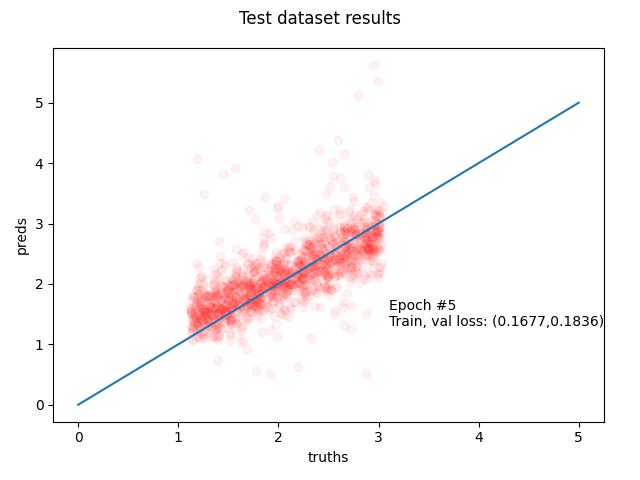 Test dataset results
preds
5
4
3
2
1
0
Epoch #5
Train, val loss: (0.1677,0.1836)
0 1 2 3 4 5
truths